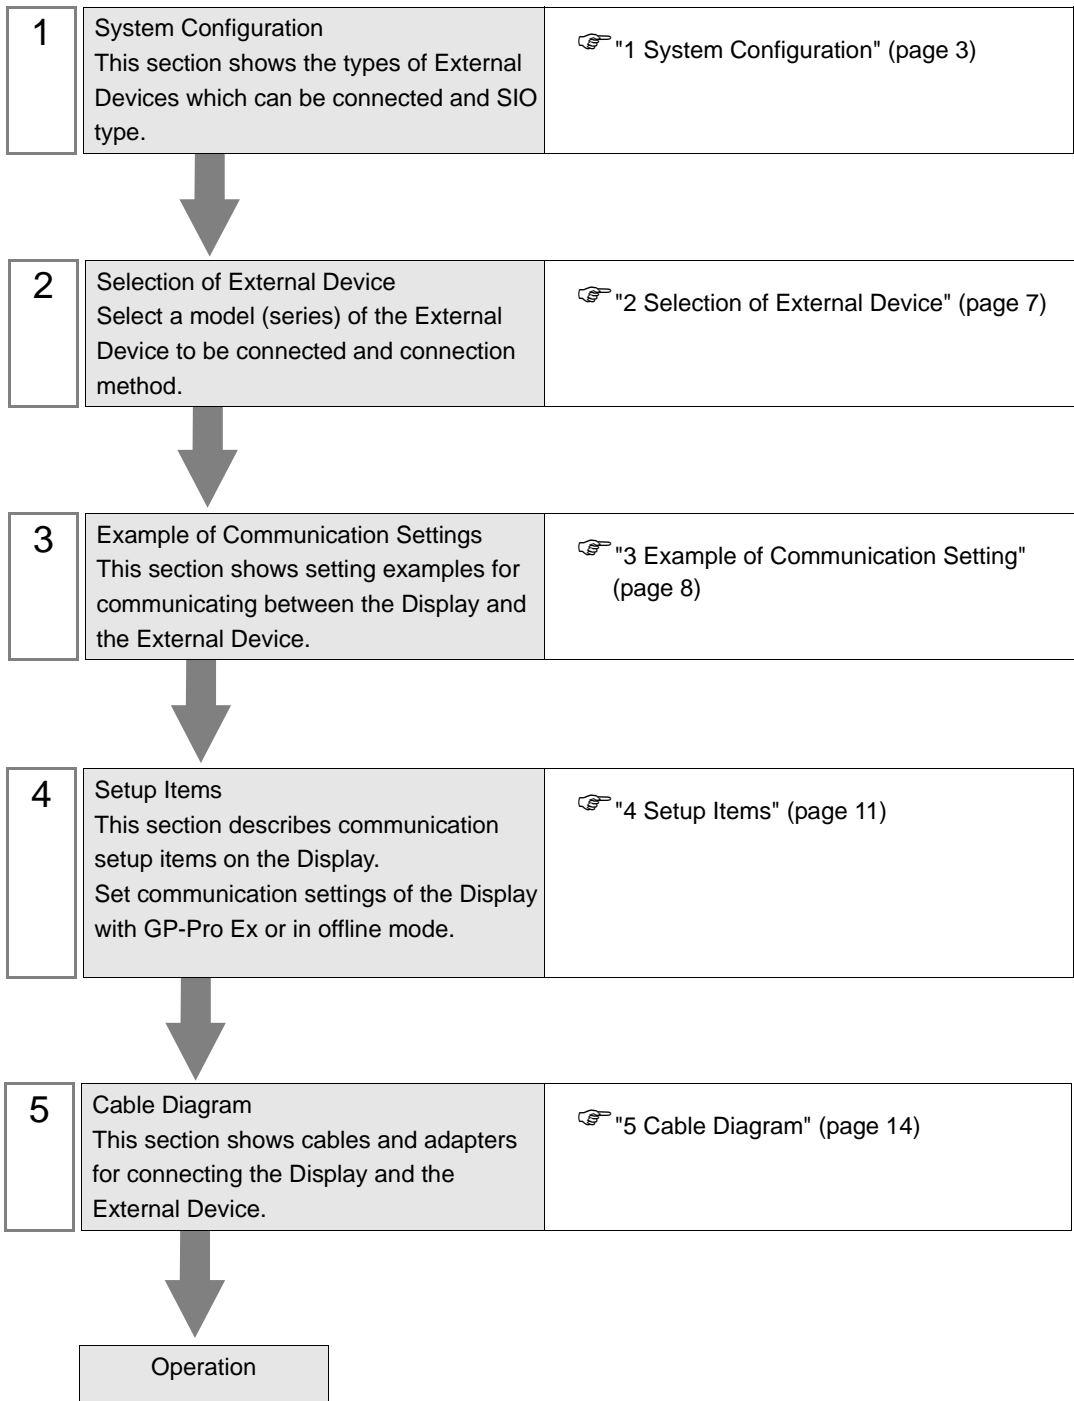 1
System Configuration
This section shows the types of External
Devices which can be connected and SIO
type.
"1 System Configuration" (page 3)
2
Selection of External Device
Select a model (series) of the External
Device to be connected and connection
method.
"2 Selection of External Device" (page 7)
3
Example of Communication Settings
This section shows setting examples for
communicating between the Display and
the External Device.
"3 Example of Communication Setting"
(page 8)
4
Setup Items
This section describes communication
setup items on the Display.
Set communication settings of the Display
with GP-Pro Ex or in offline mode.
"4 Setup Items" (page 11)
5
Cable Diagram
This section shows cables and adapters
for connecting the Display and the
External Device.
"5 Cable Diagram" (page 14)
Operation